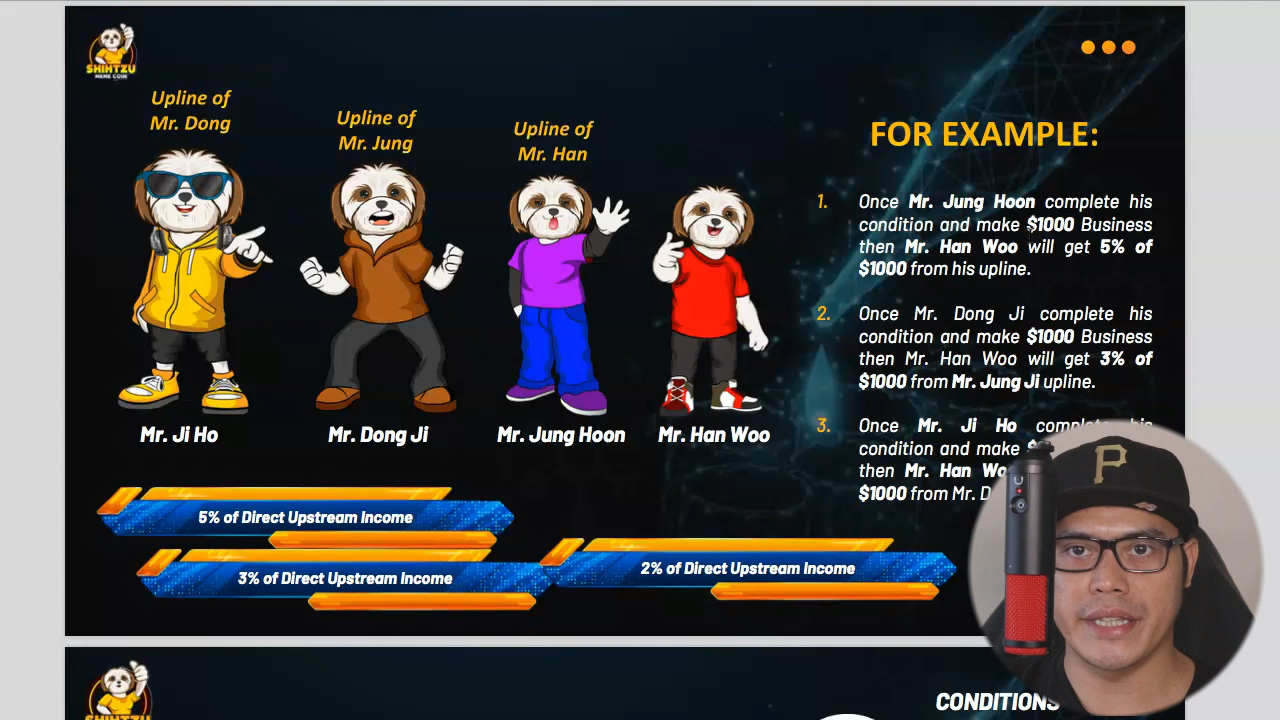 SHIHTZU
MEME COIN
Upline of
Mr. Dong
Upline of
Mr. Jung
Upline of
Mr. Han
Mr. Ji Ho
Mr. Dong Ji
Mr. Jung Hoon
Mr. Han Woo
5% of Direct Upstream Income
3% of Direct Upstream Income
2% of Direct Upstream Income
FOR EXAMPLE:
1. Once Mr. Jung Hoon complete his
condition and make $1000 Business
then Mr. Han Woo will get 5% of
$1000 from his upline.
2. Once Mr. Dong Ji complete his
condition and make $1000 Business
then Mr. Han Woo will get 3% of
$1000 from Mr. Jung Ji upline.
3. Once Mr. Ji Ho complete his
condition and make
then Mr. Han
$1000 from Mr.
SHIHTZU
CONDITIONS
P